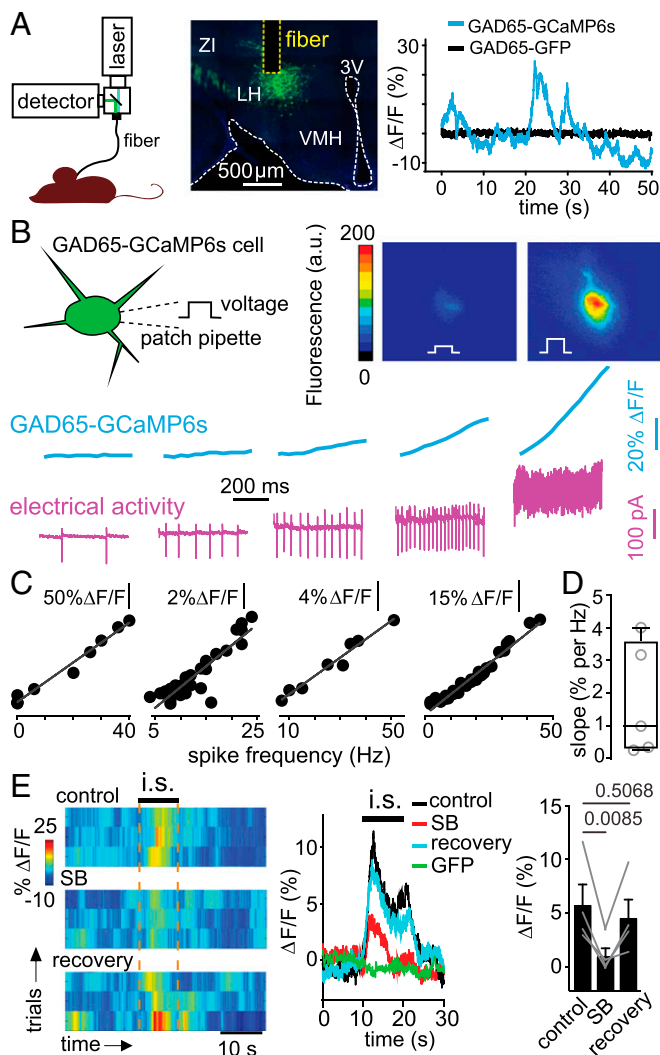 A
laser
detector
fiber
ZI
fiber
LH
3V
VMH
500µm
GAD65-GCaMP6s
GAD65-GFP
ΔF/F (%)
30
-10
0 10 20 30 40 50
time (s)
B
GAD65-GCaMP6s cell
voltage
patch pipette
Fluorescence (a.u.)
200
0
GAD65-GCaMP6s
20% ΔF/F
200 ms
electrical activity
100 pA
C
50%ΔF/F
2%ΔF/F
4%ΔF/F
15%ΔF/F
0 20 40
5 15 25
10 30 50
0 50
spike frequency (Hz)
D
slope (% per Hz)
4
3
2
1
0
E
control
i.s.
% ΔF/F
25
-10
SB
recovery
trials
time
10 s
i.s.
control
SB
recovery
GFP
ΔF/F (%)
10
5
0
0 10 20 30
time (s)
0.5068
0.0085
ΔF/F (%)
15
10
5
0
control
SB
recovery